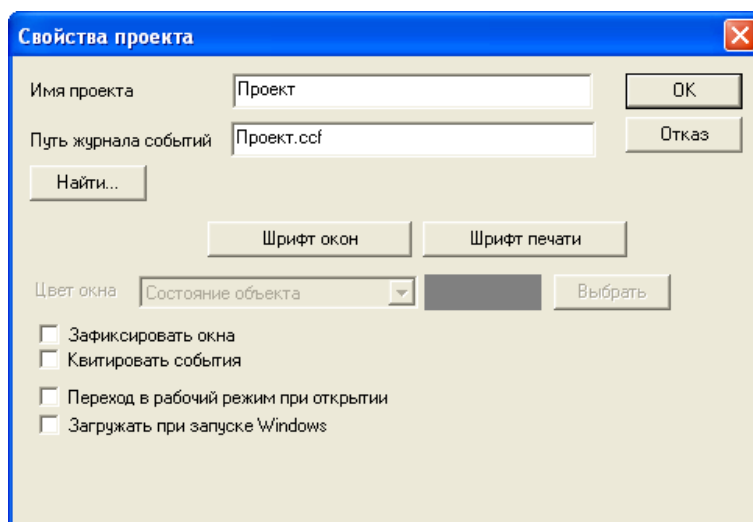 Свойства проекта
Имя проекта Проект OK
Путь журнала событий Проект.ccf Отказ
Найти...
Шрифт окон Шрифт печати
Цвет окна Состояние объекта Выбрать
Зафиксировать окна
Квитировать события
Переход в рабочий режим при открытии
Загружать при запуске Windows